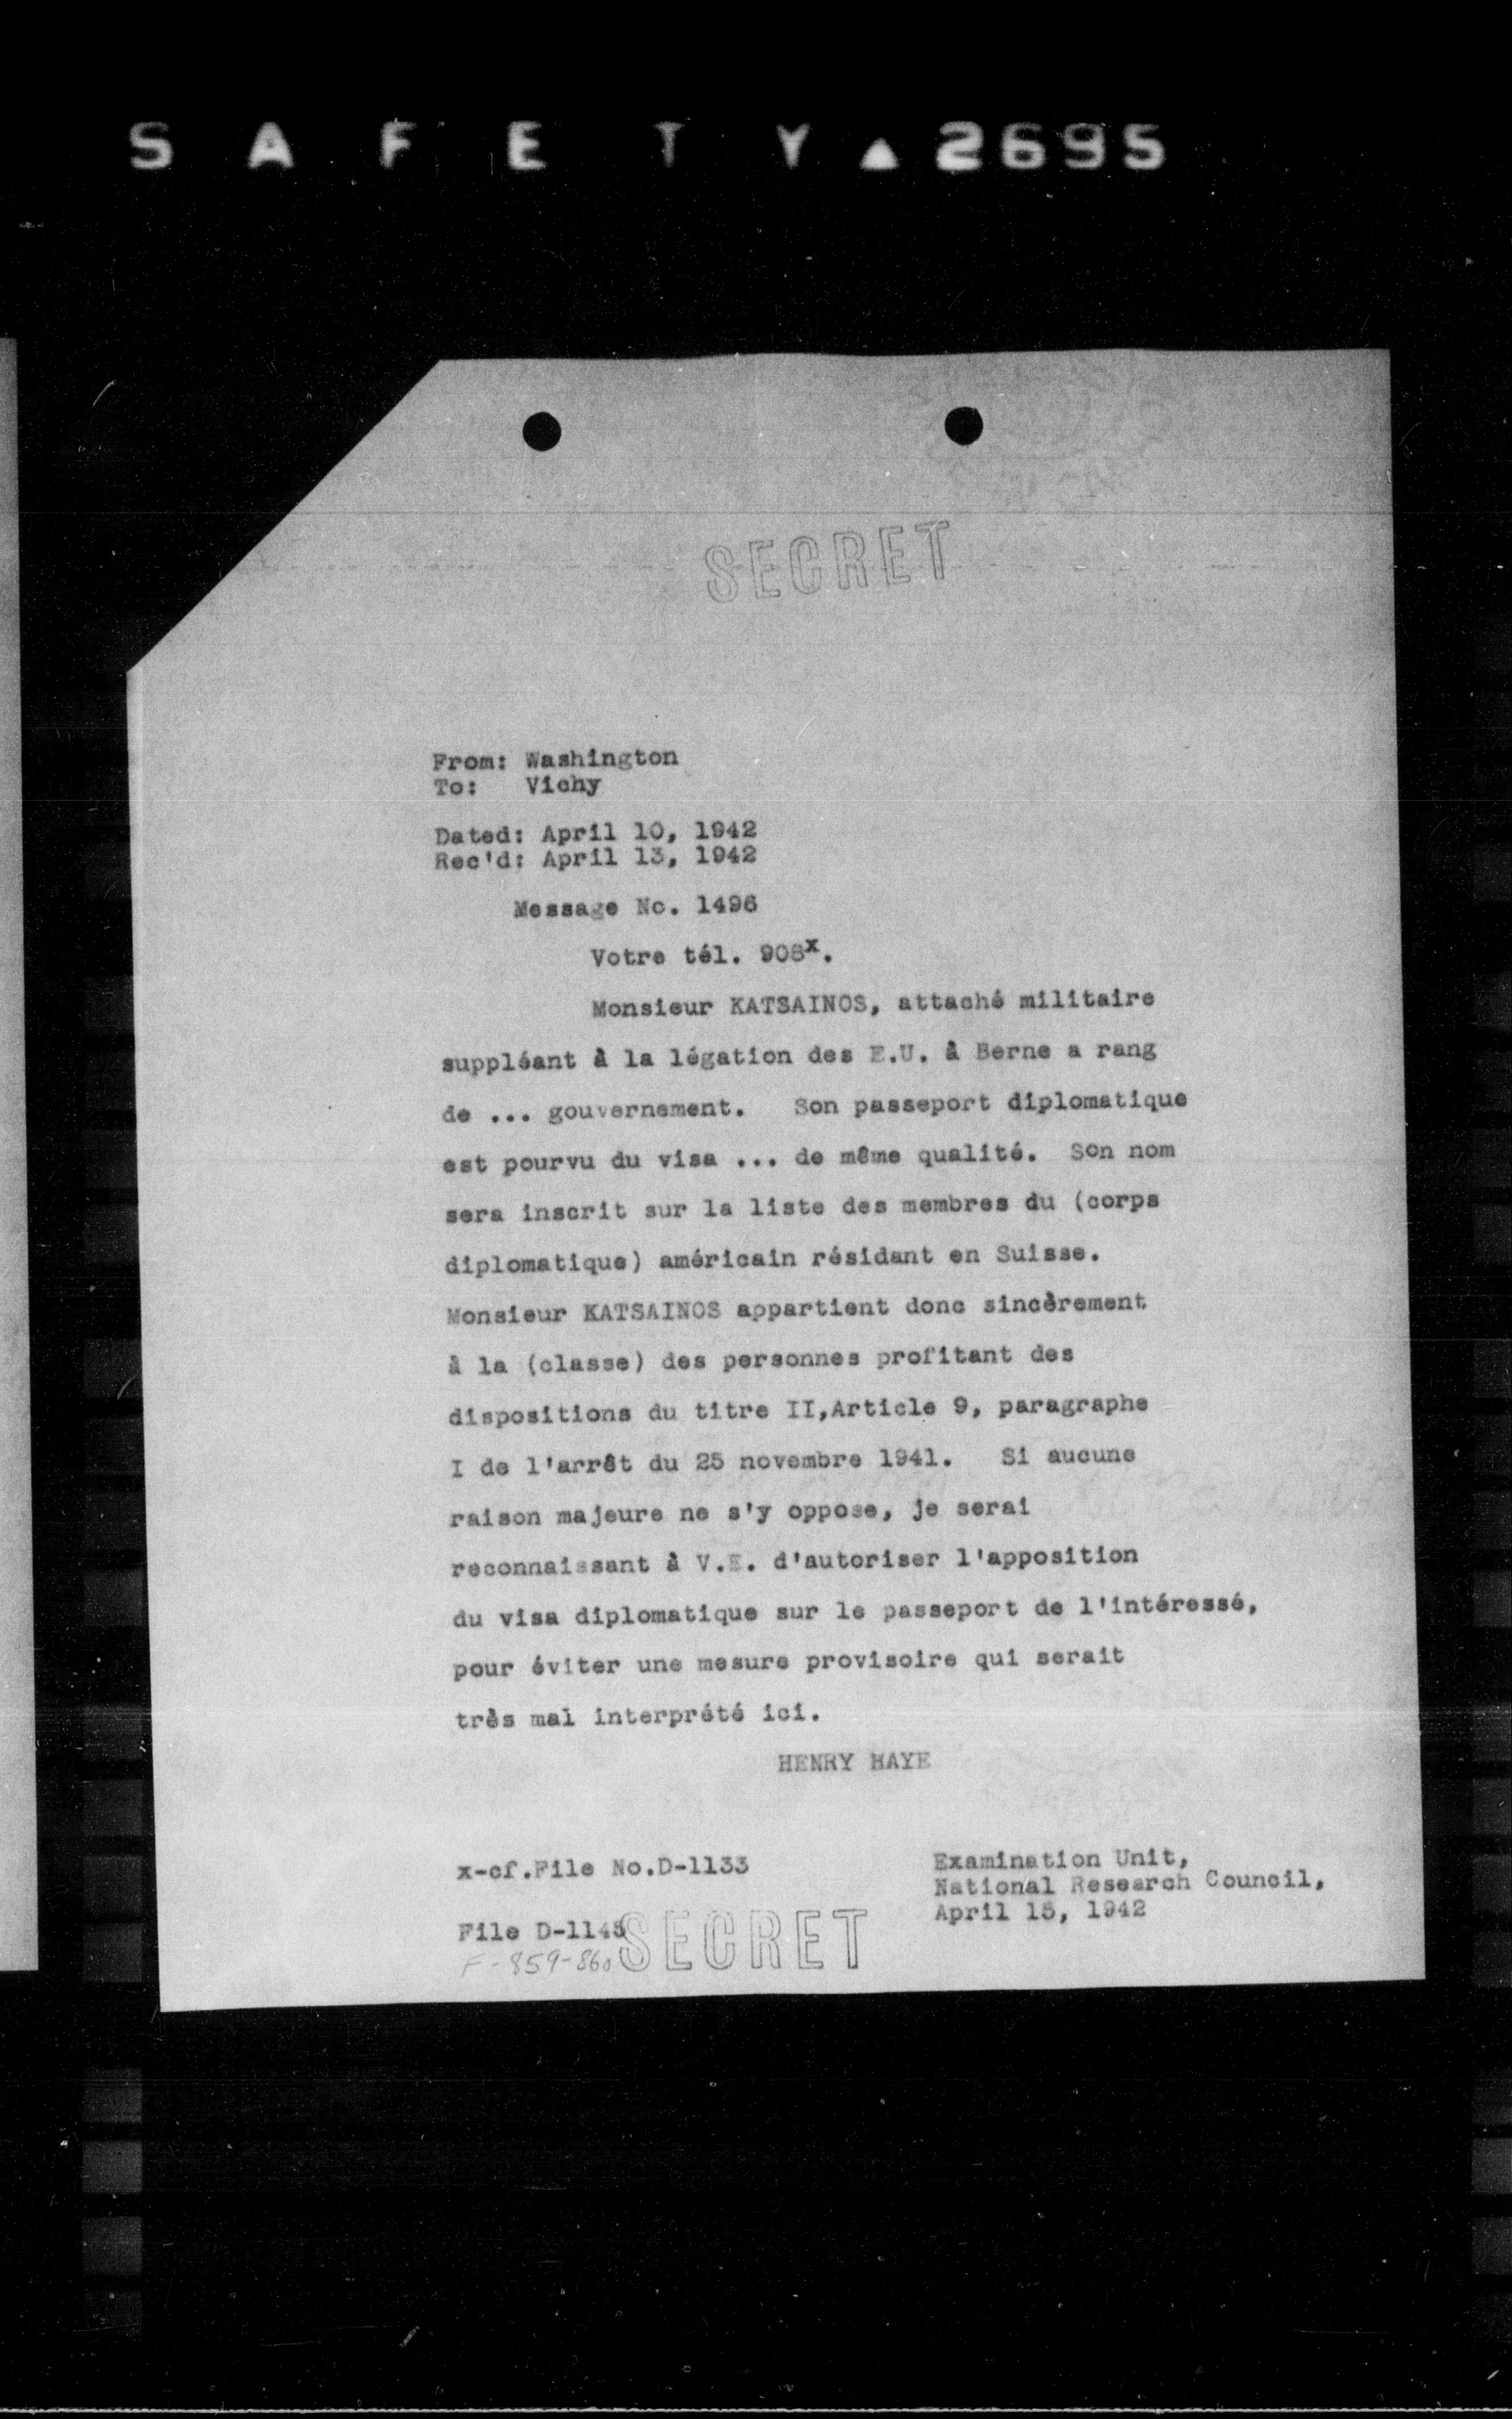 SAFETY▲2695
SECRET
From: Washington
To: Vichy
Dated: April 10, 1942
Rec'd: April 13, 1942
Message No. 1496
Votre tél. 908x.
Monsieur KATSAINOS, attaché militaire
suppléant à la légation des E.U. à Berne a rang
de ... gouvernement. Son passeport diplomatique
est pourvu du visa ... de même qualité. Son nom
sera inscrit sur la liste des membres du (corps
diplomatique) américain résidant en Suisse.
Monsieur KATSAINOS appartient donc sincèrement
à la (classe) des personnes profitant des
dispositions du titre II,Article 9, paragraphe
I de l'arrêt du 25 novembre 1941. Si aucune
raison majeure ne s'y oppose, je serai
reconnaissant à V.E. d'autoriser l'apposition
du visa diplomatique sur le passeport de l'intéressé,
pour éviter une mesure provisoire qui serait
très mal interprété ici.
HENRY HAYE
x-cf.File No.D-1133
Examination Unit,
National Research Council,
April 15, 1942
File D-1145
F-859-860
SECRET